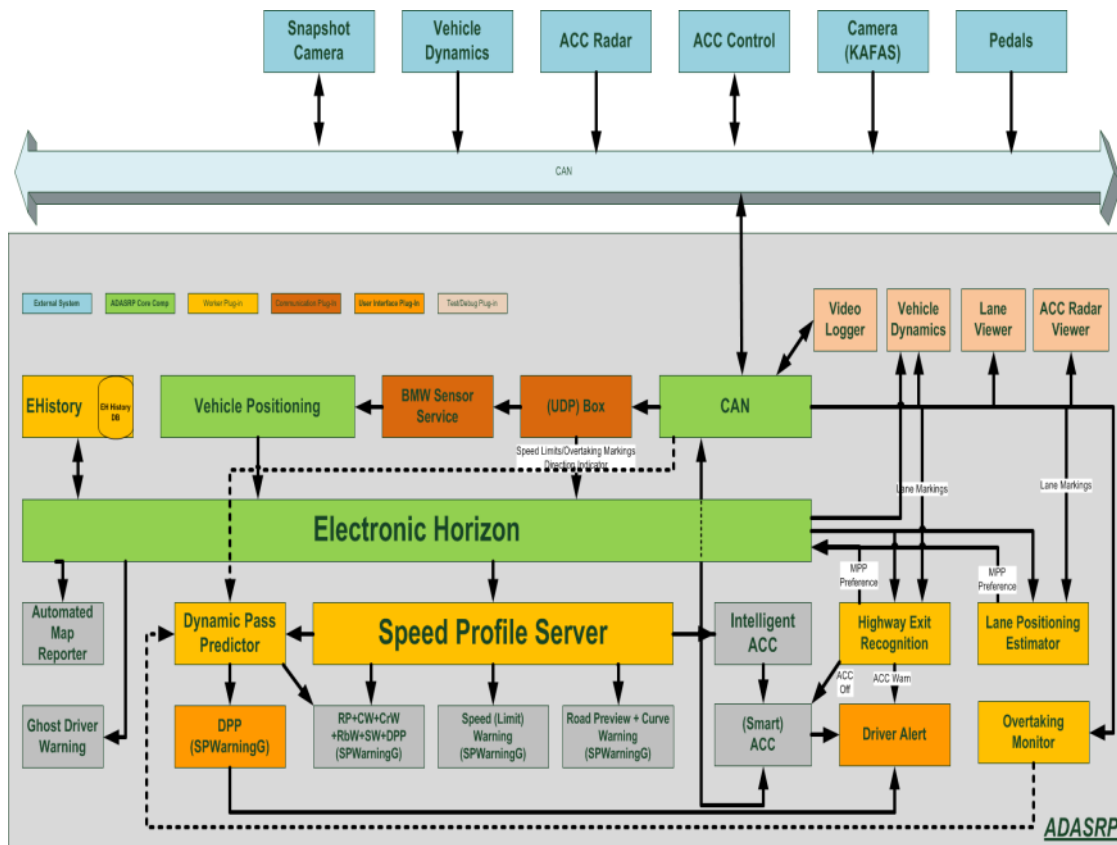 Snapshot
Camera
Vehicle
Dynamics
ACC Radar
ACC Control
Camera
(KAFAS)
Pedals
CAN
External System
ADASRP Core Comp
Worker Plug-in
Communication Plug-in
User Interface Plug-In
Test/Debug Plug-in
Video
Logger
Vehicle
Dynamics
Lane
Viewer
ACC Radar
Viewer
EHistory
EH History
DB
Vehicle Positioning
BMW Sensor
Service
(UDP) Box
CAN
Speed Limits/Overtaking Markings
Direction Indicator
Lane Markings
Lane Markings
Electronic Horizon
MPP
Preference
MPP
Preference
Automated
Map
Reporter
Dynamic Pass
Predictor
Speed Profile Server
Intelligent
ACC
Highway Exit
Recognition
Lane Positioning
Estimator
ACC
Off
ACC Warn
Ghost Driver
Warning
DPP
(SPWarningG)
RP+CW+CrW
+RbW+SW+DPP
(SPWarningG)
Speed (Limit)
Warning
(SPWarningG)
Road Preview + Curve
Warning
(SPWarningG)
(Smart)
ACC
Driver Alert
Overtaking
Monitor
ADASRP